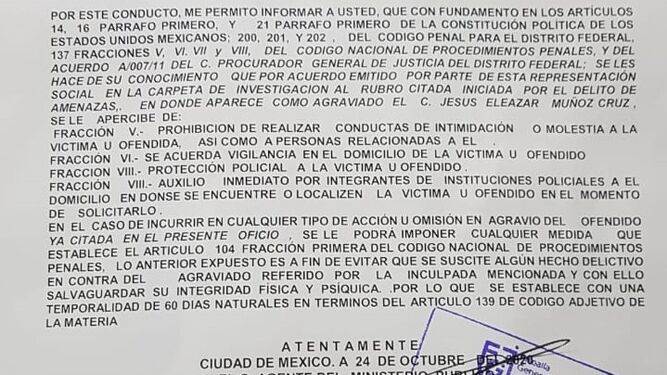 POR ESTE CONDUCTO, ME PERMITO INFORMAR A USTED, QUE CON FUNDAMENTO EN LOS ARTÍCULOS
14, 16 PARRAFO PRIMERO, Y 21 PARRAFO PRIMERO DE LA CONSTITUCIÓN POLÍTICA DE LOS
ESTADOS UNIDOS MEXICANOS; 200, 201, Y 202 , DEL CODIGO PENAL PARA EL DISTRITO FEDERAL,
137 FRACCIONES V, VI. VII y VIII, DEL CODIGO NACIONAL DE PROCEDIMIENTOS PENALES, Y DEL
ACUERDO A/007/11 DEL C. PROCURADOR GENERAL DE JUSTICIA DEL DISTRITO FEDERAL; SE LES
HACE DE SU CONOCIMIENTO QUE POR ACUERDO EMITIDO POR PARTE DE ESTA REPRESENTACIÓN
SOCIAL EN LA CARPETA DE INVESTIGACION AL RUBRO CITADA INICIADA POR EL DELITO DE
AMENAZAS,. EN DONDE APARECE COMO AGRAVIADO EL C. JESUS ELEAZAR MUÑOZ CRUZ ,
SE LE APERCIBE DE:
FRACCIÓN V.- PROHIBICION DE REALIZAR CONDUCTAS DE INTIMIDACIÓN O MOLESTIA A LA
VICTIMA U OFENDIDA, ASI COMO A PERSONAS RELACIONADAS A EL .
FRACCIÓN VI.- SE ACUERDA VIGILANCIA EN EL DOMICILIO DE LA VICTIMA U OFENDIDO
FRACCION VIII.- PROTECCIÓN POLICIAL A LA VICTIMA U OFENDIDO .
FRACCION VIII.- AUXILIO INMEDIATO POR INTEGRANTES DE INSTITUCIONES POLICIALES A EL
DOMICILIO EN DONSE SE ENCUENTRE O LOCALIZEN LA VICTIMA U OFENDIDO EN EL MOMENTO
DE SOLICITARLO .
EN EL CASO DE INCURRIR EN CUALQUIER TIPO DE ACCIÓN U OMISIÓN EN AGRAVIO DEL OFENDIDO
YA CITADA EN EL PRESENTE OFICIO , SE LE PODRÁ IMPONER CUALQUIER MEDIDA QUE
ESTABLECE EL ARTICULO 104 FRACCIÓN PRIMERA DEL CODIGO NACIONAL DE PROCEDIMIENTOS
PENALES, LO ANTERIOR EXPUESTO ES A FIN DE EVITAR QUE SE SUSCITE ALGÚN HECHO DELICTIVO
EN CONTRA DEL AGRAVIADO REFERIDO POR LA INCULPADA MENCIONADA Y CON ELLO
SALVAGUARDAR SU INTEGRIDAD FÍSICA Y PSÍQUICA .POR LO QUE SE ESTABLECE CON UNA
TEMPORALIDAD DE 60 DIAS NATURALES EN TERMINOS DEL ARTICULO 139 DE CODIGO ADJETIVO DE
LA MATERIA
ATENTAMENTE
CIUDAD DE MEXICO. A 24 DE OCTUBRE DEL 2020
AGENTE DEL MINISTERIO